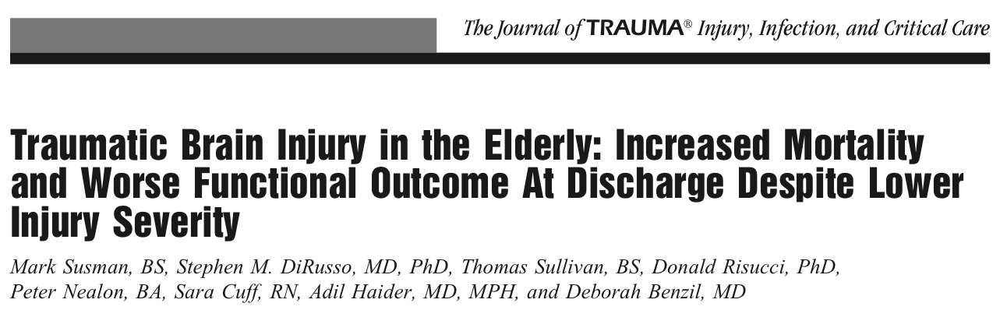 The Journal of TRAUMA® Injury, Infection, and Critical Care
Traumatic Brain Injury in the Elderly: Increased Mortality
and Worse Functional Outcome At Discharge Despite Lower
Injury Severity
Mark Susman, BS, Stephen M. DiRusso, MD, PhD, Thomas Sullivan, BS, Donald Risucci, PhD,
Peter Nealon, BA, Sara Cuff, RN, Adil Haider, MD, MPH, and Deborah Benzil, MD